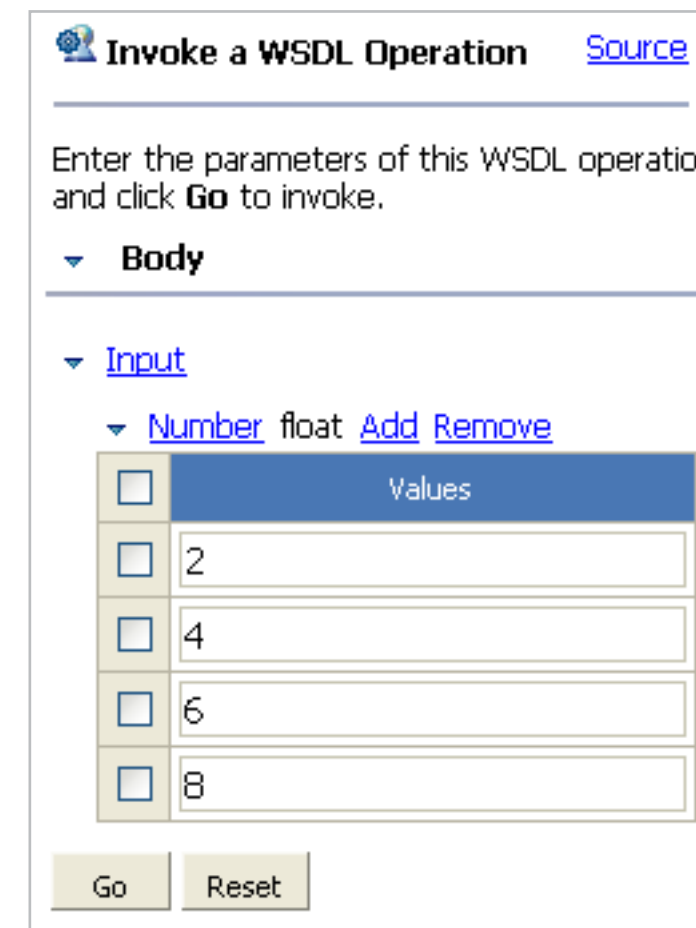 Invoke a WSDL Operation Source
Enter the parameters of this WSDL operatio
and click Go to invoke.
Body
Input
Number float Add Remove
Values
2
4
6
8
Go Reset